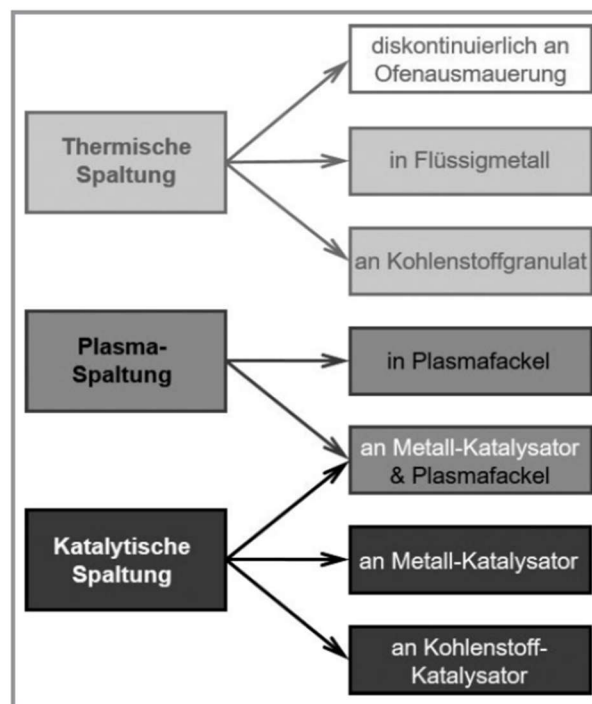 Thermische
Spaltung
diskontinuierlich an
Ofenausmauerung
in Flüssigmetall
an Kohlenstoffgranulat
Plasma-
Spaltung
in Plasmafackel
an Metall-Katalysator
& Plasmafackel
Katalytische
Spaltung
an Metall-Katalysator
an Kohlenstoff-
Katalysator